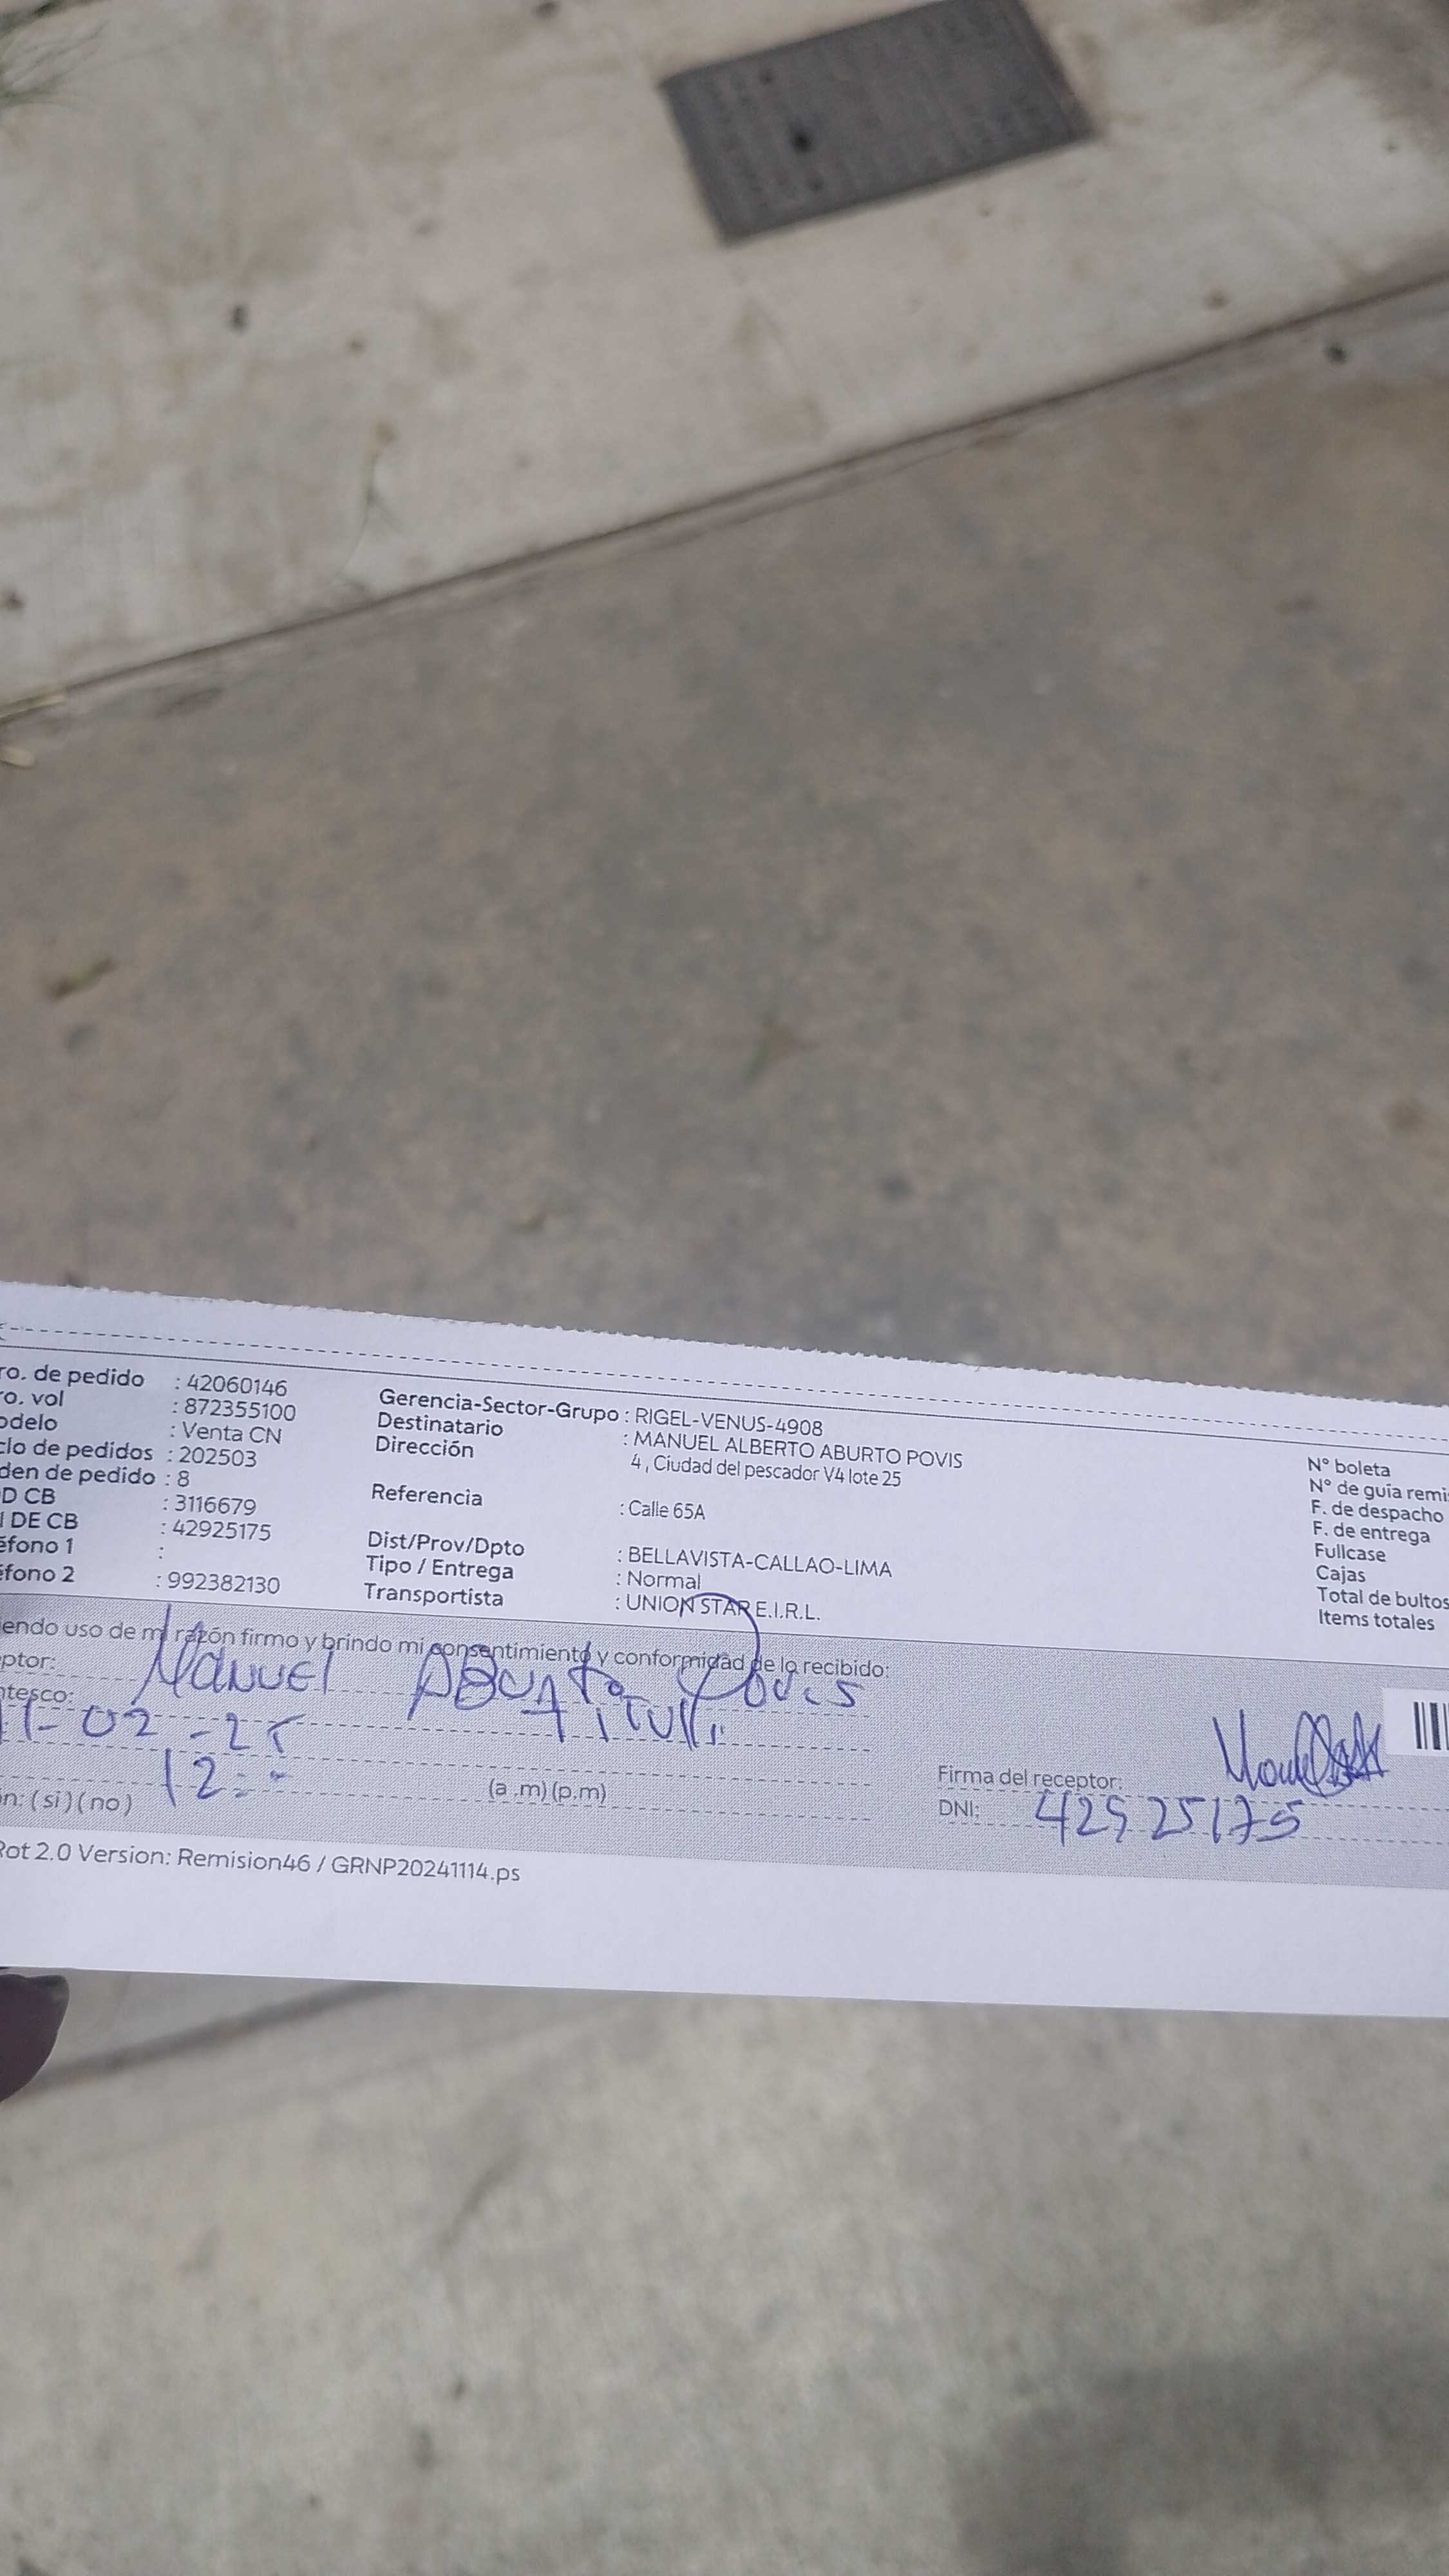 ro. de pedido : 42060146
ro. vol : 872355100
odelo : Venta CN
clo de pedidos : 202503
den de pedido : 8
D CB : 3116679
I DE CB : 42925175
éfono 1 :
éfono 2 : 992382130
Gerencia-Sector-Grupo : RIGEL-VENUS-4908
Destinatario : MANUEL ALBERTO ABURTO POVIS
Dirección 4 , Ciudad del pescador V4 lote 25
Referencia : Calle 65A
Dist/Prov/Dpto : BELLAVISTA-CALLAO-LIMA
Tipo / Entrega : Normal
Transportista : UNION STAR E.I.R.L.
N° boleta
N° de guía remi
F. de despacho
F. de entrega
Fullcase
Cajas
Total de bultos
Items totales
endo uso de mi razón firmo y brindo mi consentimiento y conformidad de lo recibido:
ptor: Manuel Aburto Povis
ntesco: Titular
-02-25
12:
(a .m) (p.m)
n: ( si ) ( no )
Firma del receptor:
DNI: 42925175
Rot 2.0 Version: Remision46 / GRNP20241114.ps